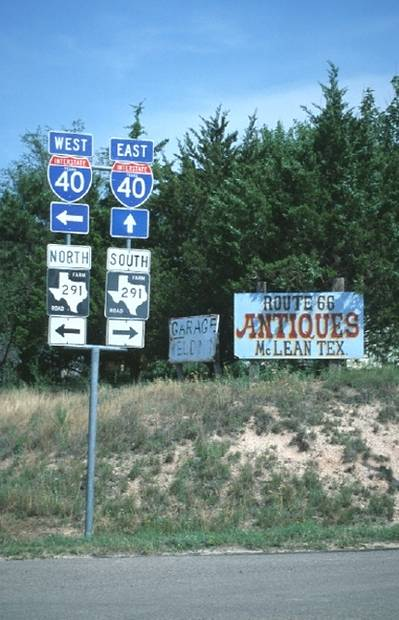 WEST
INTERSTATE
40
NORTH
FARM
291
ROAD
EAST
INTERSTATE
40
SOUTH
FARM
291
ROAD
GARAGE
ROUTE 66
ANTIQUES
McLEAN TEX.